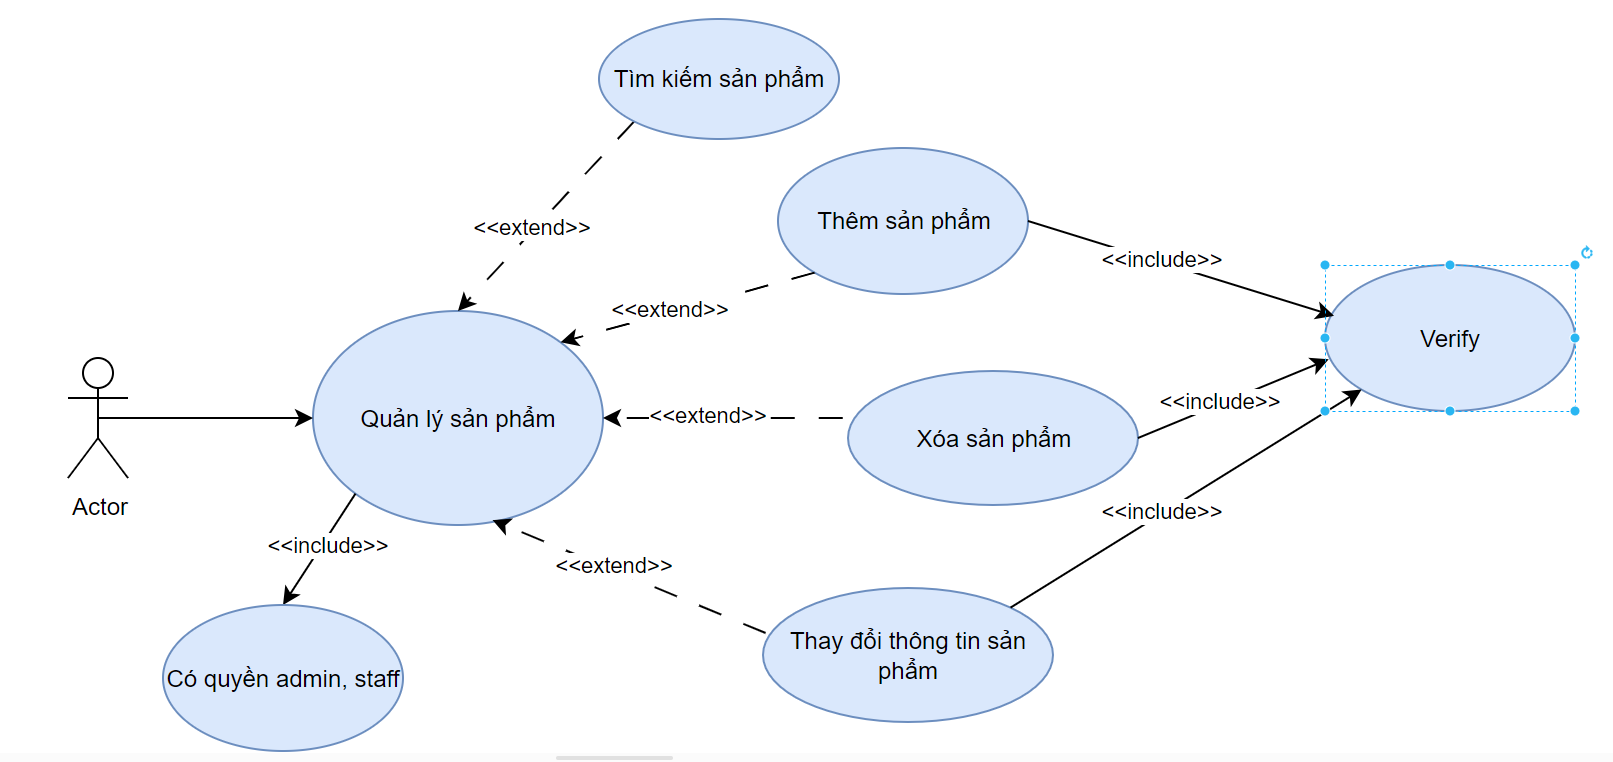 Tìm kiếm sản phẩm
<<extend>>
Thêm sản phẩm
<<include>>
<<extend>>
Verify
Actor
Quản lý sản phẩm
<<extend>>
Xóa sản phẩm
<<include>>
<<include>>
<<include>>
<<extend>>
Có quyền admin, staff
Thay đổi thông tin sản
phẩm